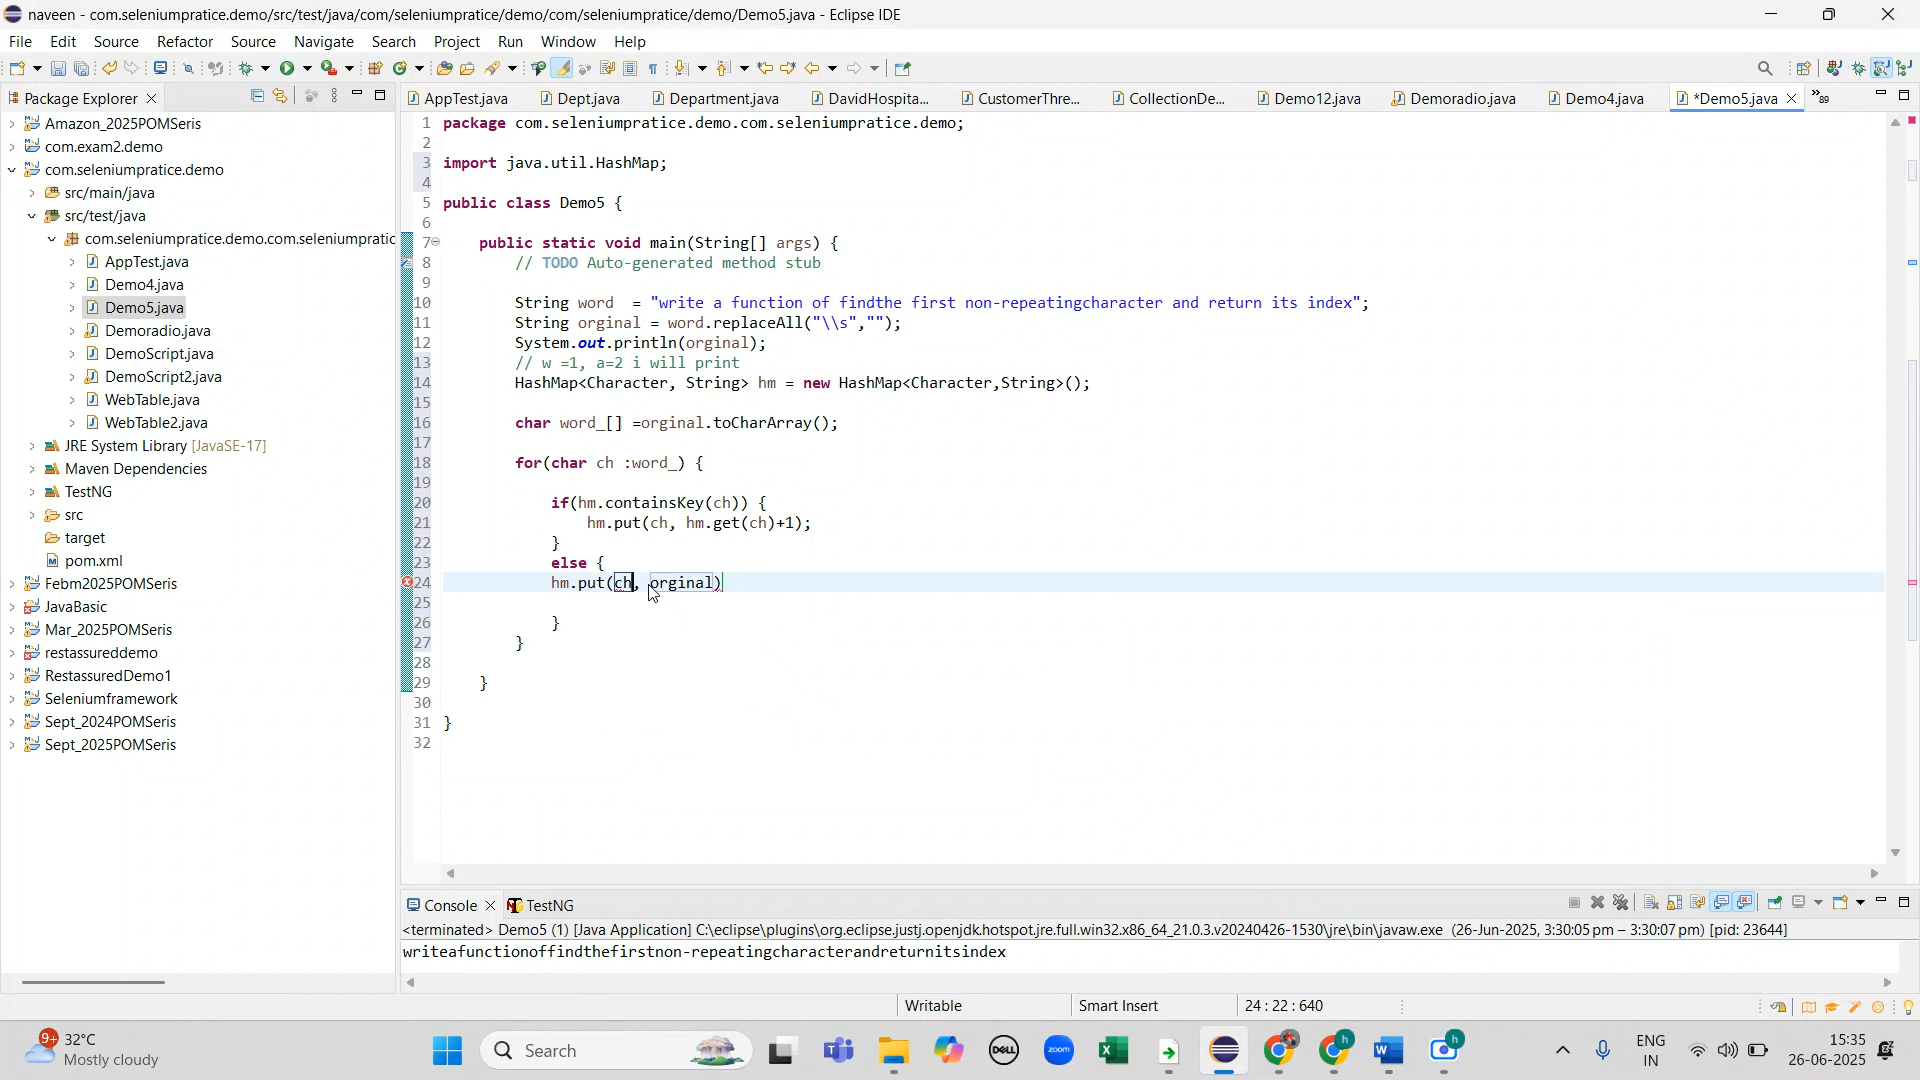 naveen - com.seleniumpratice.demo/src/test/java/com/seleniumpratice/demo/com/seleniumpratice/demo/Demo5.java - Eclipse IDE
File Edit Source Refactor Source Navigate Search Project Run Window Help
Package Explorer
AppTest.java Dept.java Department.java DavidHospita... CustomerThre... CollectionDe... Demo12.java Demoradio.java Demo4.java *Demo5.java »89
Amazon_2025POMSeris
com.exam2.demo
com.seleniumpratice.demo
src/main/java
src/test/java
com.seleniumpratice.demo.com.seleniumpratic
AppTest.java
Demo4.java
Demo5.java
Demoradio.java
DemoScript.java
DemoScript2.java
WebTable.java
WebTable2.java
JRE System Library [JavaSE-17]
Maven Dependencies
TestNG
src
target
pom.xml
Febm2025POMSeris
JavaBasic
Mar_2025POMSeris
restassureddemo
RestassuredDemo1
Seleniumframework
Sept_2024POMSeris
Sept_2025POMSeris
1 package com.seleniumpratice.demo.com.seleniumpratice.demo;
2
3 import java.util.HashMap;
4
5 public class Demo5 {
6
7 public static void main(String[] args) {
8 // TODO Auto-generated method stub
9
10 String word = "write a function of findthe first non-repeatingcharacter and return its index";
11 String orginal = word.replaceAll("\\s","");
12 System.out.println(orginal);
13 // w =1, a=2 i will print
14 HashMap<Character, String> hm = new HashMap<Character,String>();
15
16 char word_[] =orginal.toCharArray();
17
18 for(char ch :word_) {
19
20 if(hm.containsKey(ch)) {
21 hm.put(ch, hm.get(ch)+1);
22 }
23 else {
24 hm.put(ch, orginal)
25
26 }
27 }
28
29 }
30
31 }
32
Console TestNG
<terminated> Demo5 (1) [Java Application] C:\eclipse\plugins\org.eclipse.justj.openjdk.hotspot.jre.full.win32.x86_64_21.0.3.v20240426-1530\jre\bin\javaw.exe (26-Jun-2025, 3:30:05 pm – 3:30:07 pm) [pid: 23644]
writeafunctionoffindthefirstnon-repeatingcharacterandreturnitsindex
Writable Smart Insert 24 : 22 : 640
9+ 32°C
Mostly cloudy
Search
DELL
zoom
ENG
IN
15:35
26-06-2025